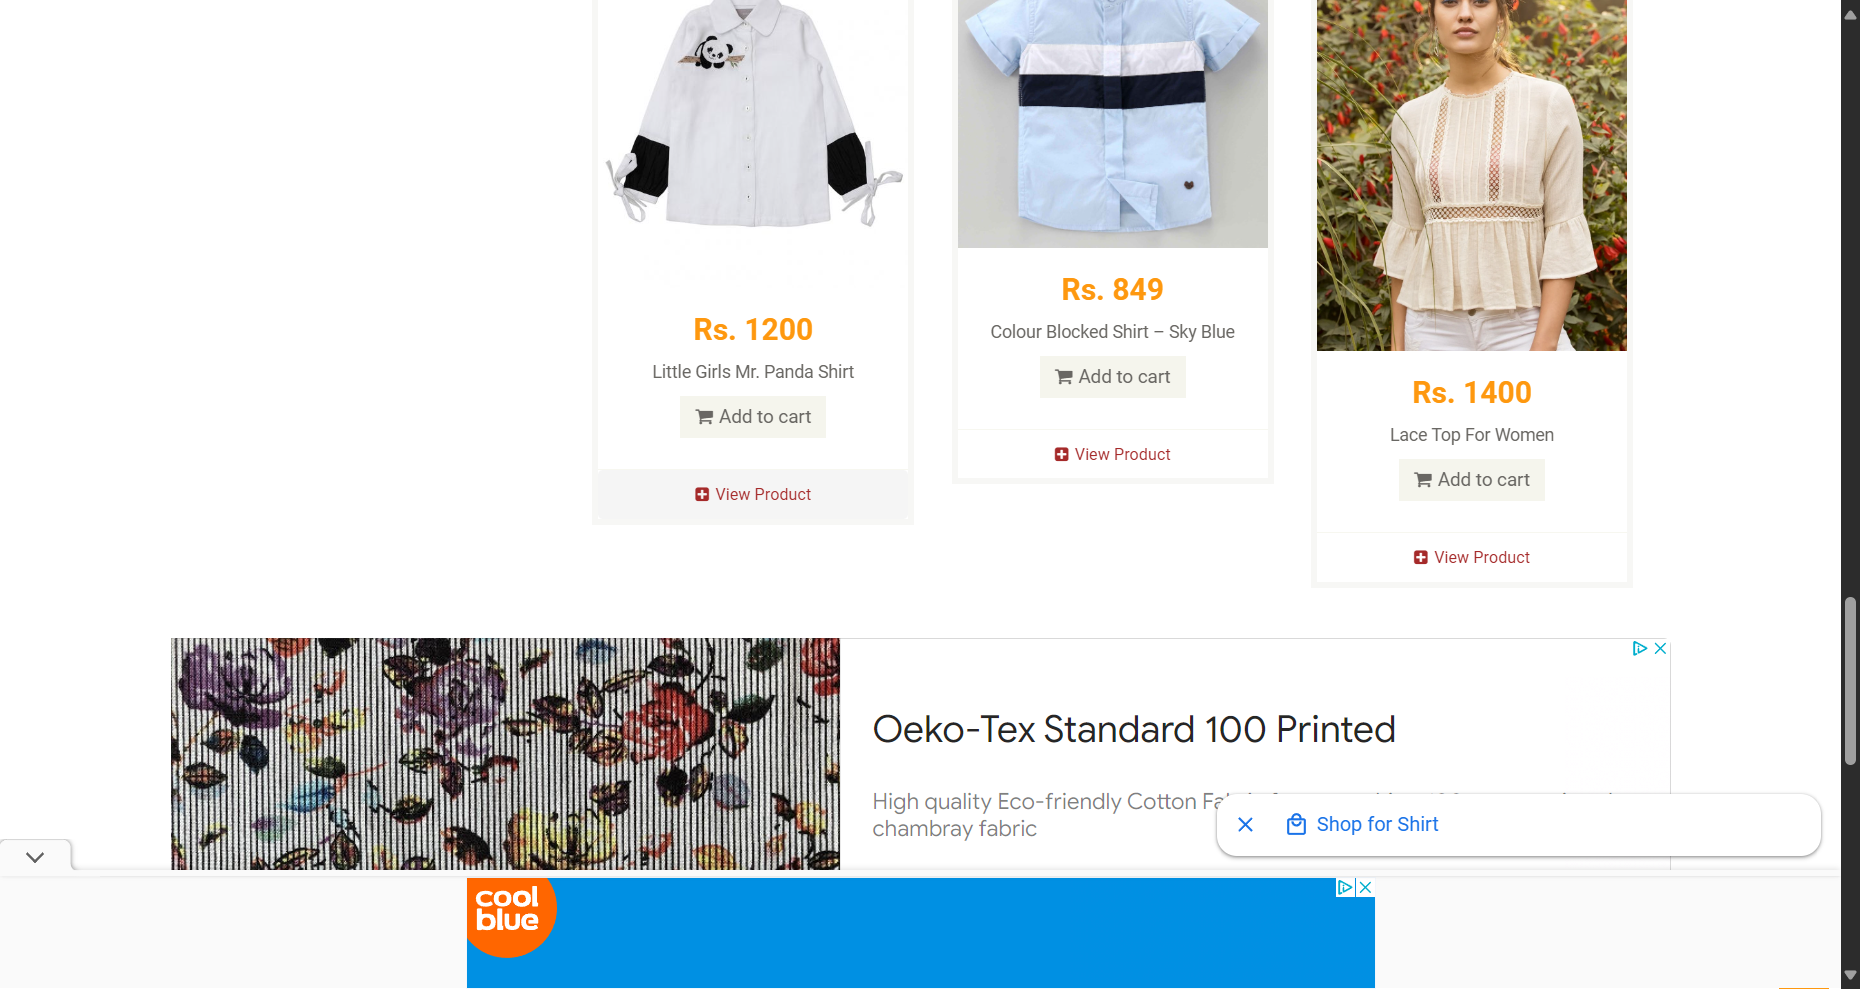 Rs. 1200
Little Girls Mr. Panda Shirt
Add to cart
View Product
Rs. 849
Colour Blocked Shirt – Sky Blue
Add to cart
View Product
Rs. 1400
Lace Top For Women
Add to cart
View Product
Oeko-Tex Standard 100 Printed
High quality Eco-friendly Cotton
chambray fabric
Shop for Shirt
cool
blue